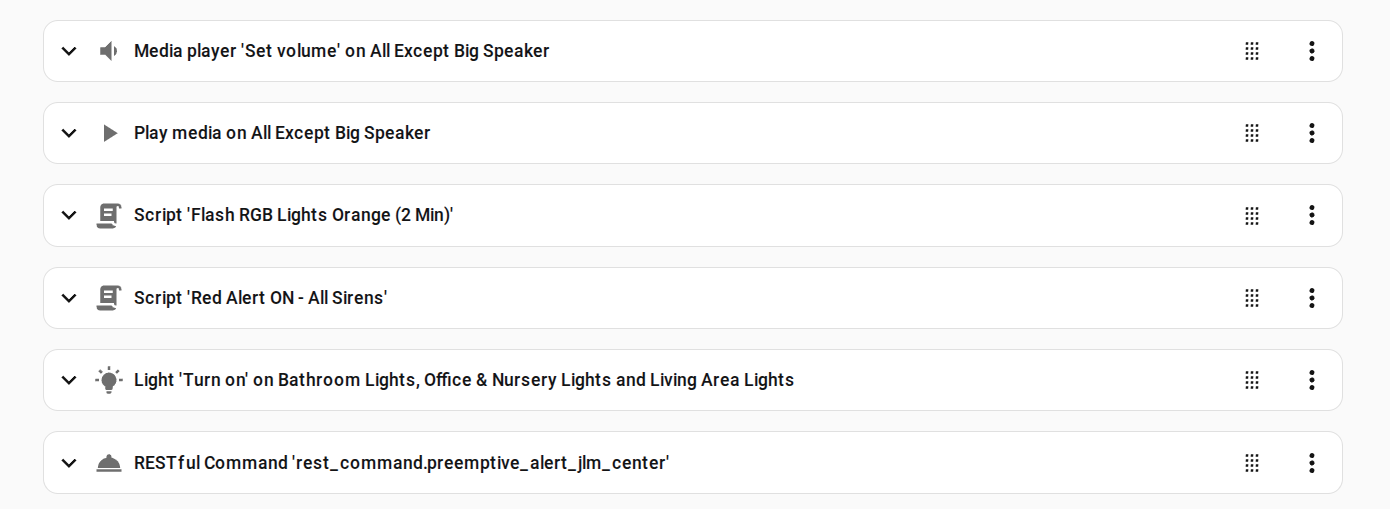 Media player 'Set volume' on All Except Big Speaker
Play media on All Except Big Speaker
Script 'Flash RGB Lights Orange (2 Min)'
Script 'Red Alert ON - All Sirens'
Light 'Turn on' on Bathroom Lights, Office & Nursery Lights and Living Area Lights
RESTful Command 'rest_command.preemptive_alert_jlm_center'